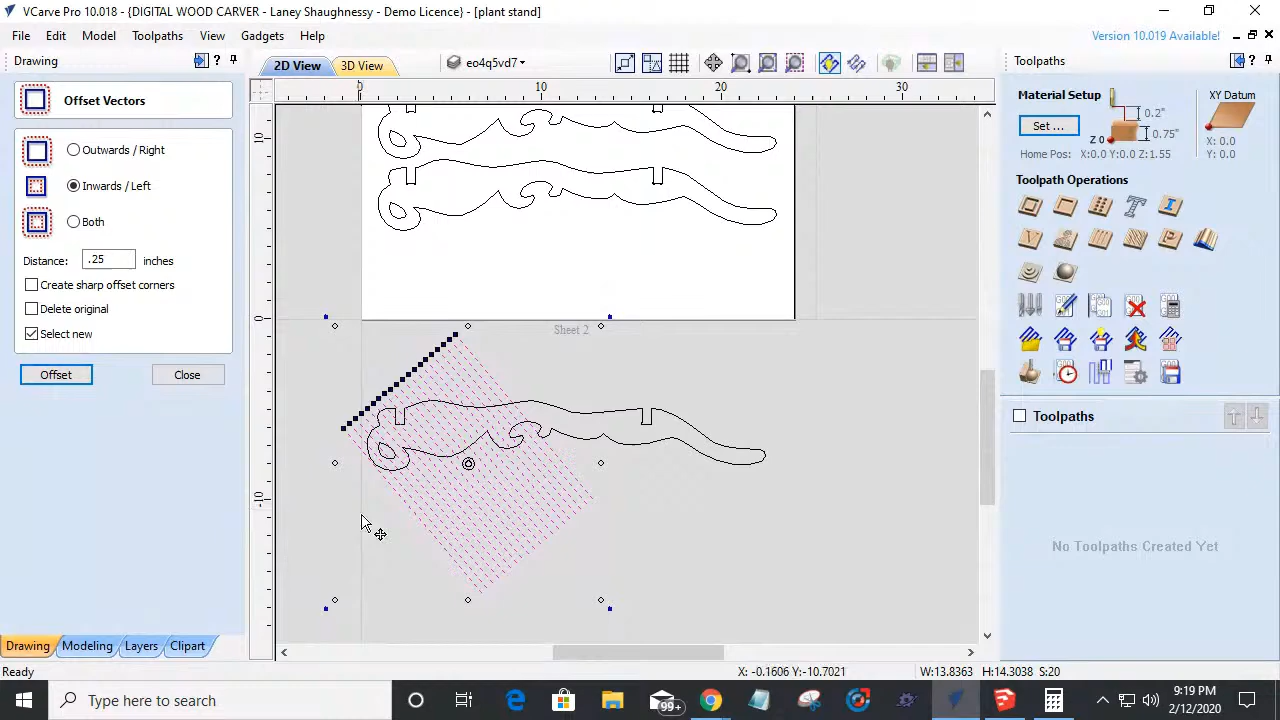 VCarve Pro 10.018 - {DIGITAL WOOD CARVER - Laney Shaughnessy - Demo Licence} - [plant stand]
File Edit Model Toolpaths View Gadgets Help Version 10.019 Available!
Drawing
2D View 3D View eo4q5vd7
Toolpaths
Offset Vectors
0 10 20 30
Outwards / Right
Inwards / Left
Both
Distance: .25 inches
Create sharp offset corners
Delete original
Select new
Offset Close
10
0
-10
Sheet 2
Material Setup
XY Datum
0.2"
Set ...
Z 0
0.75"
Home Pos: X:0.0 Y:0.0 Z:1.55
X: 0.0
Y: 0.0
Toolpath Operations
Toolpaths
No Toolpaths Created Yet
Drawing Modeling Layers Clipart
Ready X: -0.1606 Y:-10.7021 W:13.8363 H:14.3038 S:20
Type here to search
99+
9:19 PM
2/12/2020